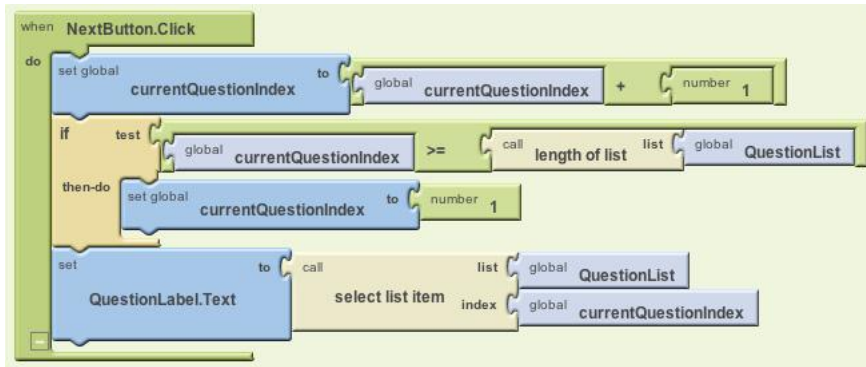 when NextButton.Click
do set global currentQuestionIndex to global currentQuestionIndex + number 1
if test global currentQuestionIndex >= call length of list list global QuestionList
then-do set global currentQuestionIndex to number 1
set QuestionLabel.Text to call select list item list global QuestionList
index global currentQuestionIndex